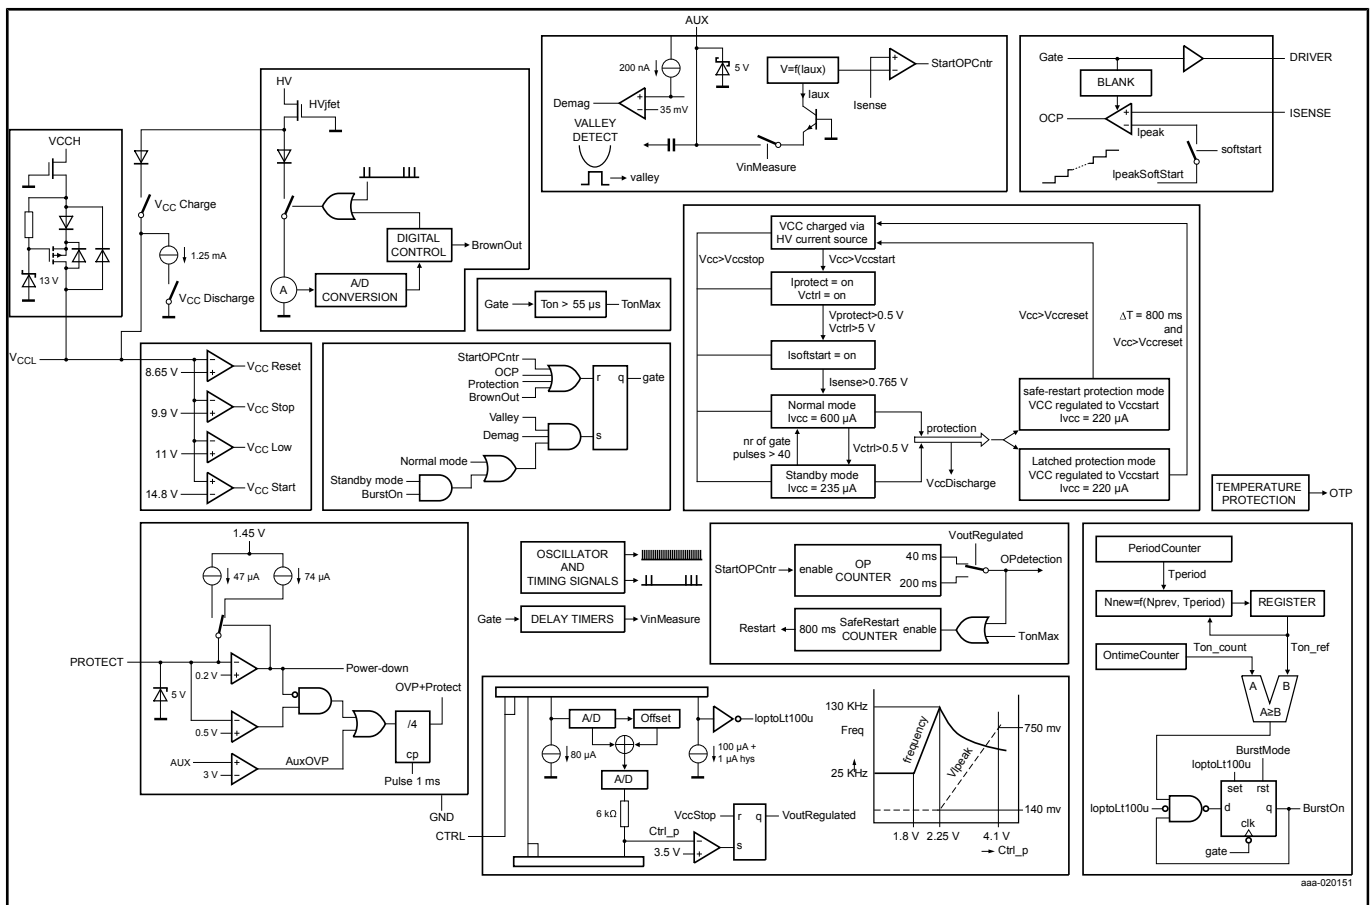 AUX
200 nA
5 V
Demag
35 mV
VALLEY
DETECT
valley
V=f(Iaux)
Iaux
Isense
StartOPCntr
VinMeasure
Gate
DRIVER
BLANK
OCP
ISENSE
Ipeak
softstart
IpeakSoftStart
HV
HVjfet
DIGITAL
CONTROL
BrownOut
A
A/D
CONVERSION
VCCH
13 V
VCC Charge
1.25 mA
VCC Discharge
VCCL
8.65 V
VCC Reset
9.9 V
VCC Stop
11 V
VCC Low
14.8 V
VCC Start
Gate
Ton > 55 µs
TonMax
StartOPCntr
OCP
Protection
BrownOut
r
q
gate
Valley
Demag
s
Normal mode
Standby mode
BurstOn
VCC charged via
HV current source
Vcc>Vccstop
Vcc>Vccstart
Iprotect = on
Vctrl = on
Vprotect>0.5 V
Vctrl>5 V
Isoftstart = on
Isense>0.765 V
Normal mode
Ivcc = 600 µA
nr of gate
pulses > 40
Vctrl>0.5 V
Standby mode
Ivcc = 235 µA
protection
VccDischarge
Vcc>Vccreset
ΔT = 800 ms
and
Vcc>Vccreset
safe-restart protection mode
VCC regulated to Vccstart
Ivcc = 220 µA
Latched protection mode
VCC regulated to Vccstart
Ivcc = 220 µA
TEMPERATURE
PROTECTION
OTP
1.45 V
47 µA
74 µA
PROTECT
5 V
0.2 V
Power-down
OVP+Protect
0.5 V
/4
cp
AUX
3 V
AuxOVP
Pulse 1 ms
GND
OSCILLATOR
AND
TIMING SIGNALS
Gate
DELAY TIMERS
VinMeasure
VoutRegulated
StartOPCntr
enable
OP
COUNTER
40 ms
200 ms
OPdetection
Restart
800 ms
SafeRestart
COUNTER
enable
TonMax
CTRL
80 µA
A/D
Offset
A/D
6 kΩ
Ctrl_p
3.5 V
IoptoLt100u
100 µA +
1 µA hys
VccStop
r
q
s
VoutRegulated
130 KHz
Freq
25 KHz
frequency
VIpeak
750 mv
140 mv
1.8 V
2.25 V
4.1 V
Ctrl_p
PeriodCounter
Tperiod
Nnew=f(Nprev, Tperiod)
REGISTER
Ton_count
Ton_ref
OntimeCounter
A
B
A≥B
BurstMode
IoptoLt100u
set
rst
IoptoLt100u
d
q
BurstOn
clk
gate
aaa-020151